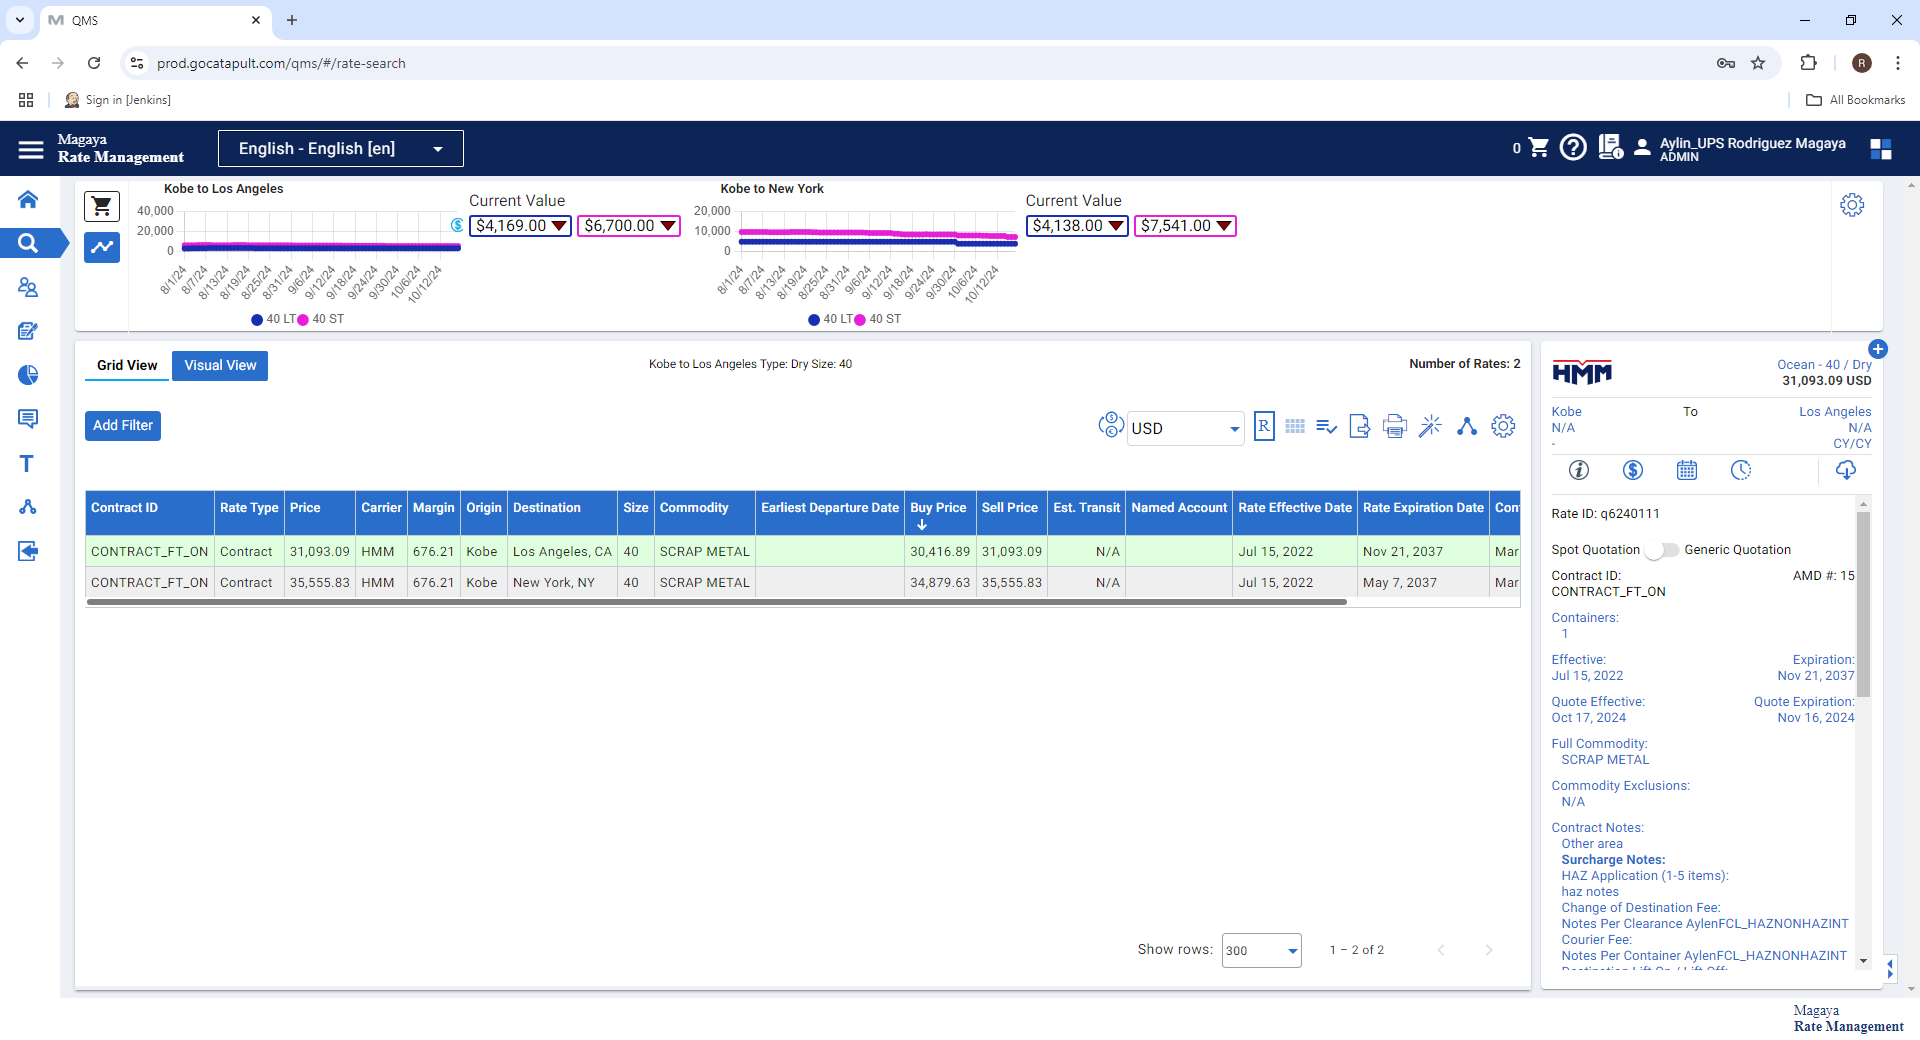 QMS
prod.gocatapult.com/qms/#/rate-search
R
Sign in [Jenkins]
All Bookmarks
Magaya
Rate Management
English - English [en]
0
Aylin_UPS Rodriguez Magaya
ADMIN
Kobe to Los Angeles
40,000
20,000
0
8/1/24
8/7/24
8/13/24
8/19/24
8/25/24
8/31/24
9/6/24
9/12/24
9/18/24
9/24/24
9/30/24
10/6/24
10/12/24
40 LT
40 ST
Current Value
$4,169.00
$6,700.00
Kobe to New York
20,000
10,000
0
8/1/24
8/7/24
8/13/24
8/19/24
8/25/24
8/31/24
9/6/24
9/12/24
9/18/24
9/24/24
9/30/24
10/6/24
10/12/24
40 LT
40 ST
Current Value
$4,138.00
$7,541.00
Grid View
Visual View
Kobe to Los Angeles Type: Dry Size: 40
Number of Rates: 2
Add Filter
USD
R
Contract ID Rate Type Price Carrier Margin Origin Destination Size Commodity Earliest Departure Date Buy Price Sell Price Est. Transit Named Account Rate Effective Date Rate Expiration Date Con
CONTRACT_FT_ON Contract 31,093.09 HMM 676.21 Kobe Los Angeles, CA 40 SCRAP METAL 30,416.89 31,093.09 N/A Jul 15, 2022 Nov 21, 2037 Mar
CONTRACT_FT_ON Contract 35,555.83 HMM 676.21 Kobe New York, NY 40 SCRAP METAL 34,879.63 35,555.83 N/A Jul 15, 2022 May 7, 2037 Mar
Show rows:
300
1 – 2 of 2
HMM
Ocean - 40 / Dry
31,093.09 USD
Kobe To Los Angeles
N/A N/A
- CY/CY
Rate ID: q6240111
Spot Quotation Generic Quotation
Contract ID: AMD #: 15
CONTRACT_FT_ON
Containers:
1
Effective: Expiration:
Jul 15, 2022 Nov 21, 2037
Quote Effective: Quote Expiration:
Oct 17, 2024 Nov 16, 2024
Full Commodity:
SCRAP METAL
Commodity Exclusions:
N/A
Contract Notes:
Other area
Surcharge Notes:
HAZ Application (1-5 items):
haz notes
Change of Destination Fee:
Notes Per Clearance AylenFCL_HAZNONHAZINT
Courier Fee:
Notes Per Container AylenFCL_HAZNONHAZINT
Destination Lift On / Lift Off:
Magaya
Rate Management